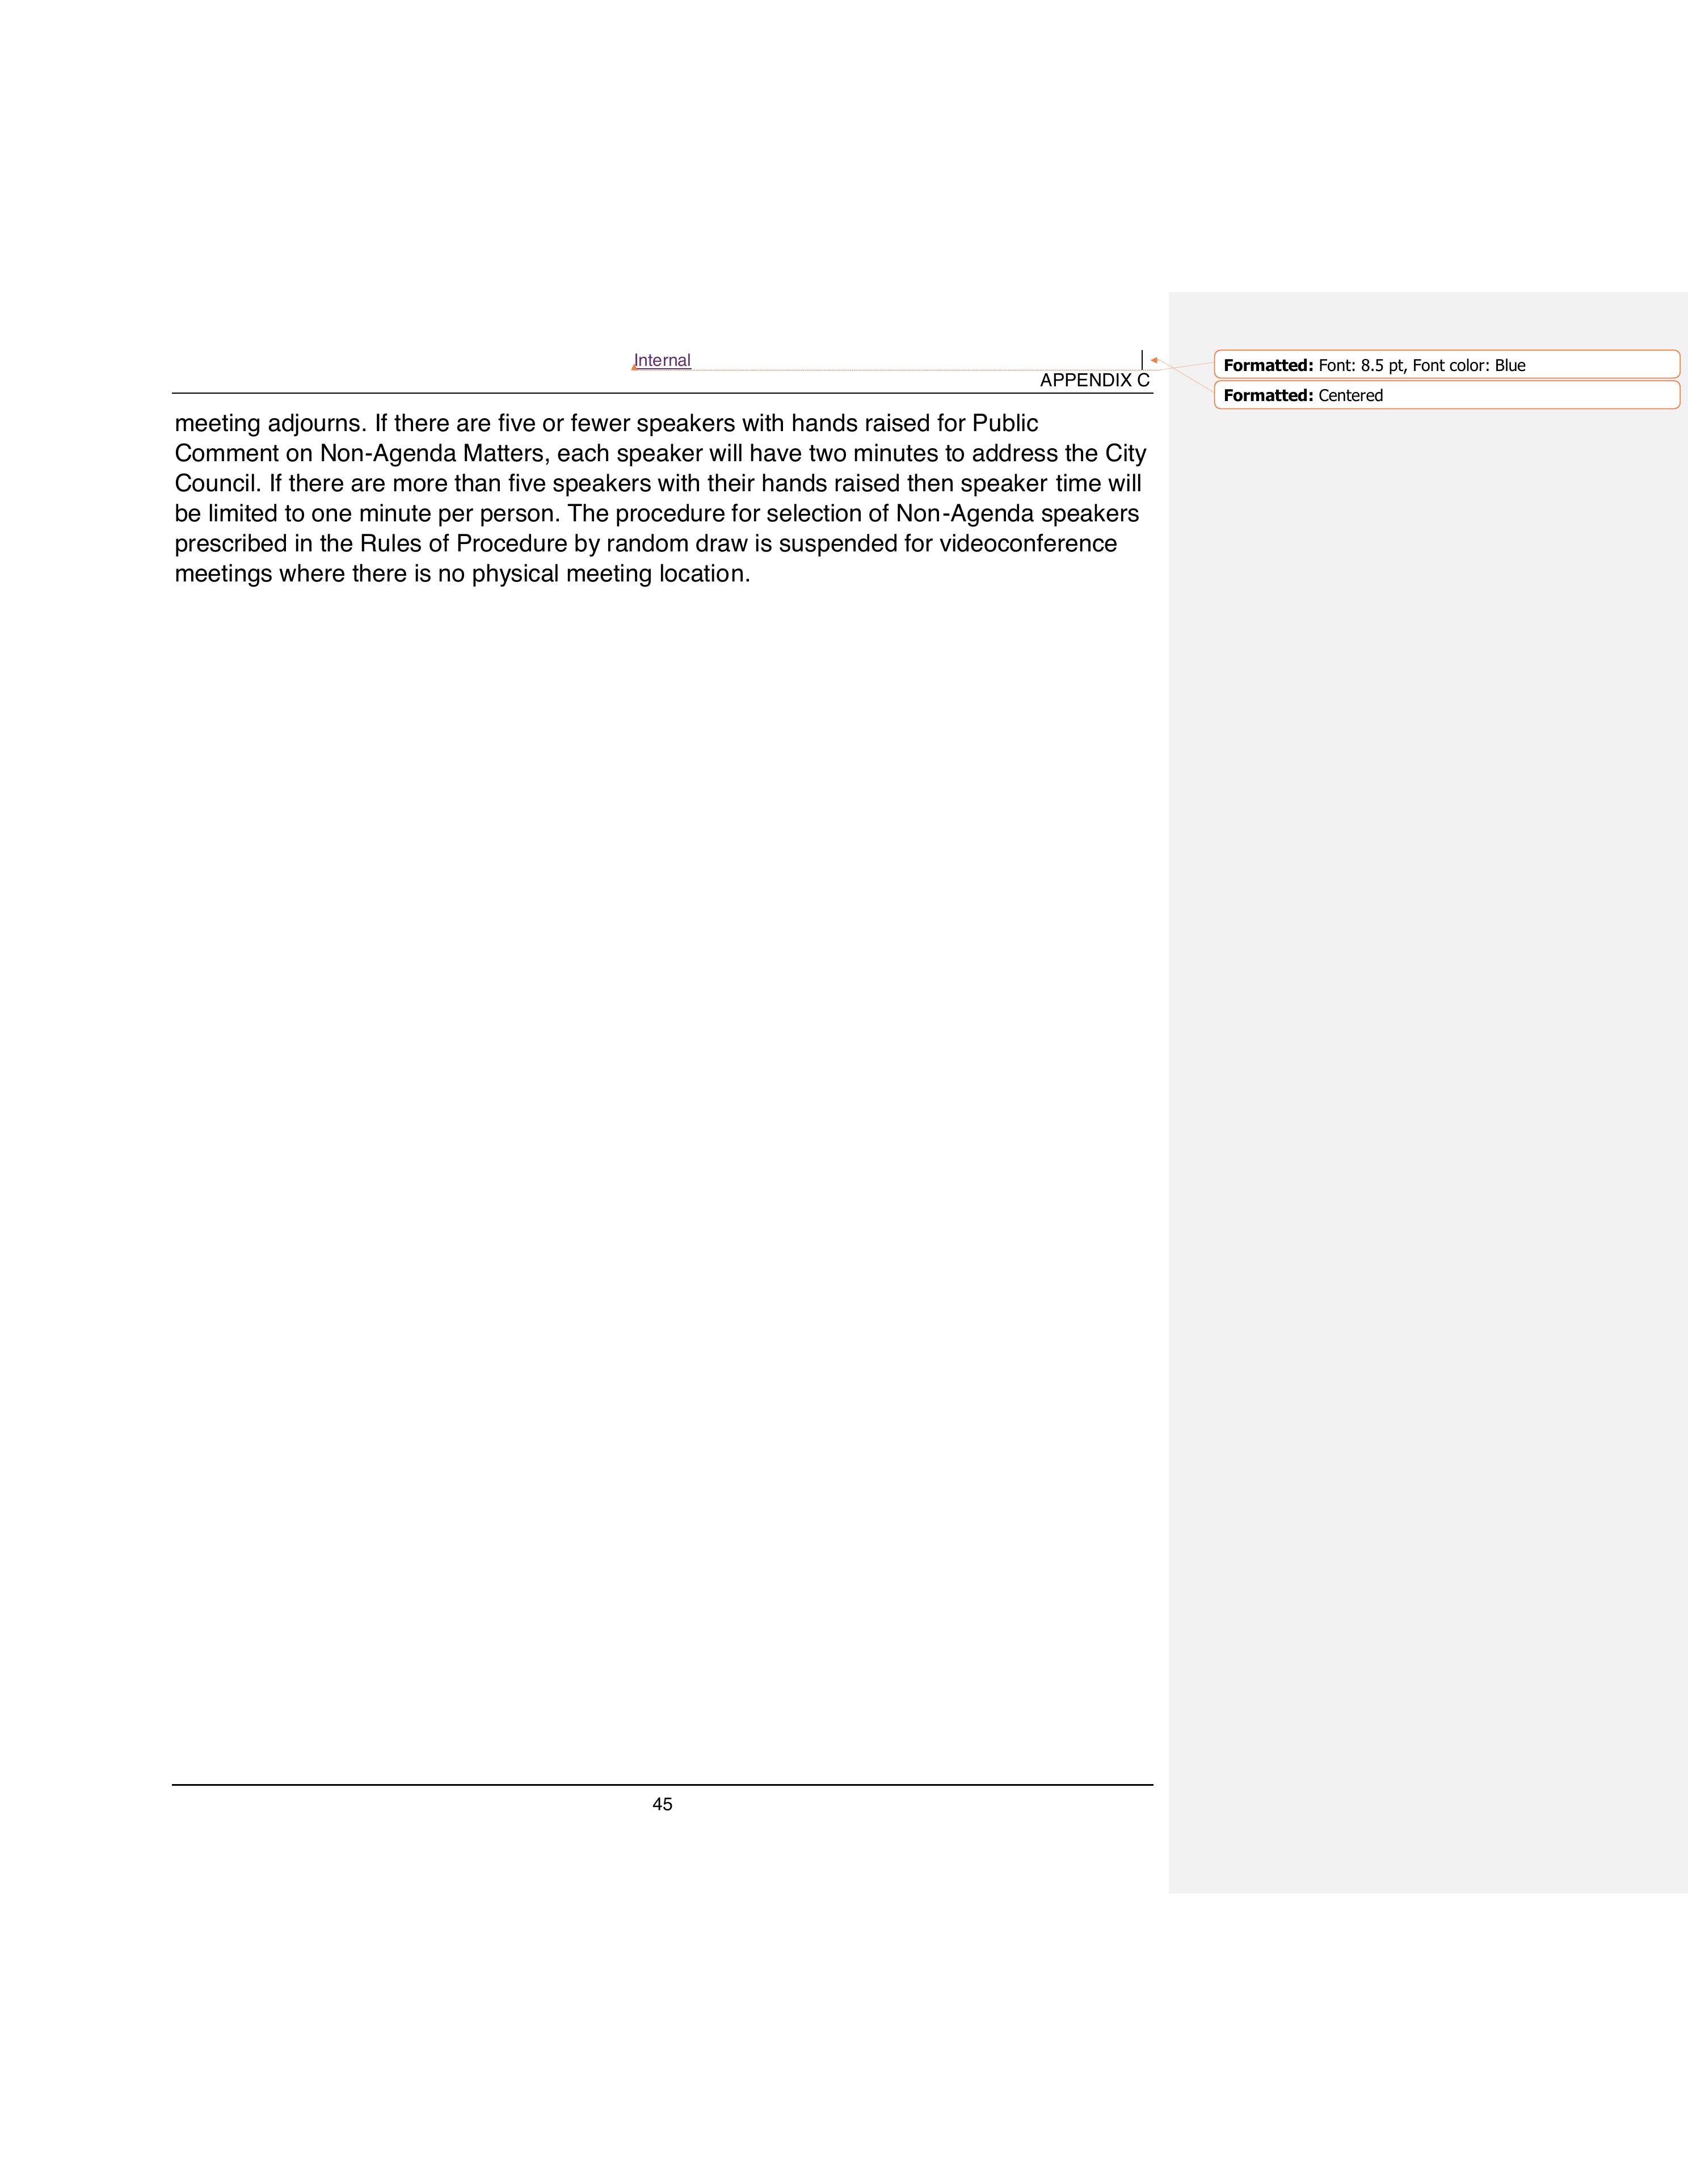 Internal
APPENDIX C
Formatted: Font: 8.5 pt, Font color: Blue
Formatted: Centered
meeting adjourns. If there are five or fewer speakers with hands raised for Public
Comment on Non-Agenda Matters, each speaker will have two minutes to address the City
Council. If there are more than five speakers with their hands raised then speaker time will
be limited to one minute per person. The procedure for selection of Non-Agenda speakers
prescribed in the Rules of Procedure by random draw is suspended for videoconference
meetings where there is no physical meeting location.
45